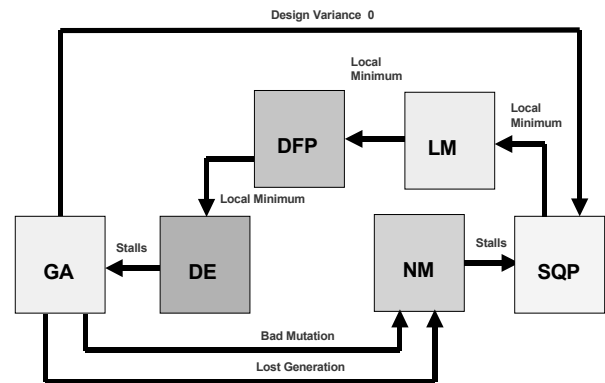 Design Variance 0
Local
Minimum
Local
Minimum
DFP
LM
Local Minimum
Stalls
Stalls
GA
DE
NM
SQP
Bad Mutation
Lost Generation